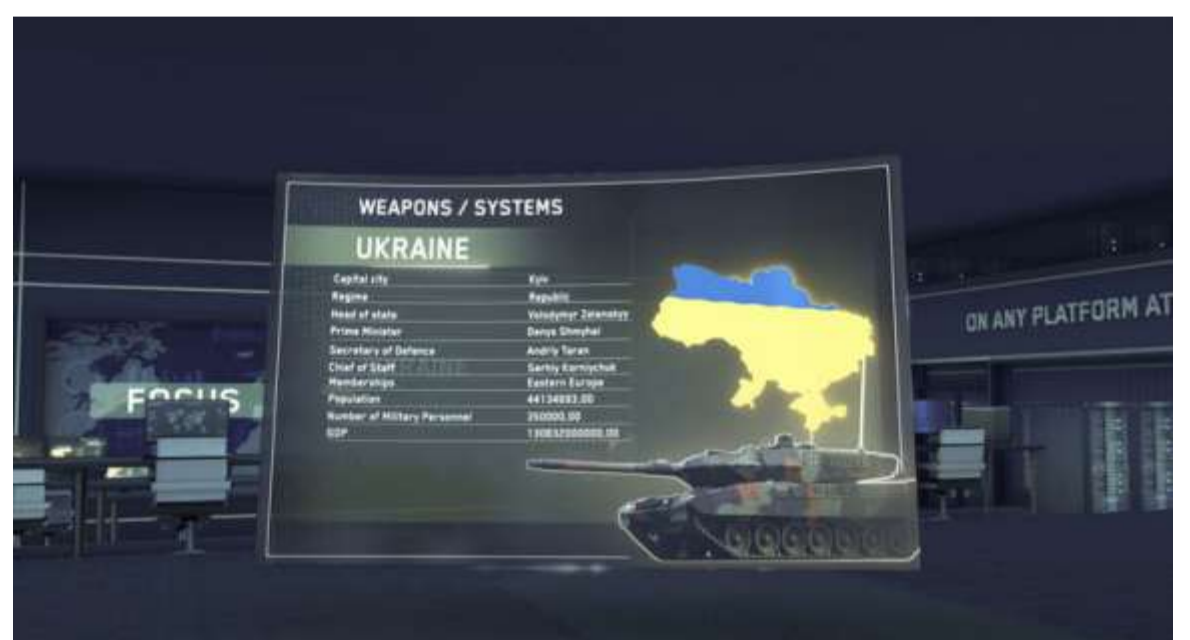 WEAPONS / SYSTEMS
UKRAINE
Capital city Kyiv
Regime Republic
Head of state Volodymyr Zelenskyy
Prime Minister Denys Shmyhal
Secretary of Defence Andriy Taran
Chief of Staff Serhiy Korniychuk
Memberships Eastern Europe
Population 44134693.00
Number of Military Personnel 250000.00
GDP 130832000000.00
FOCUS
ON ANY PLATFORM AT